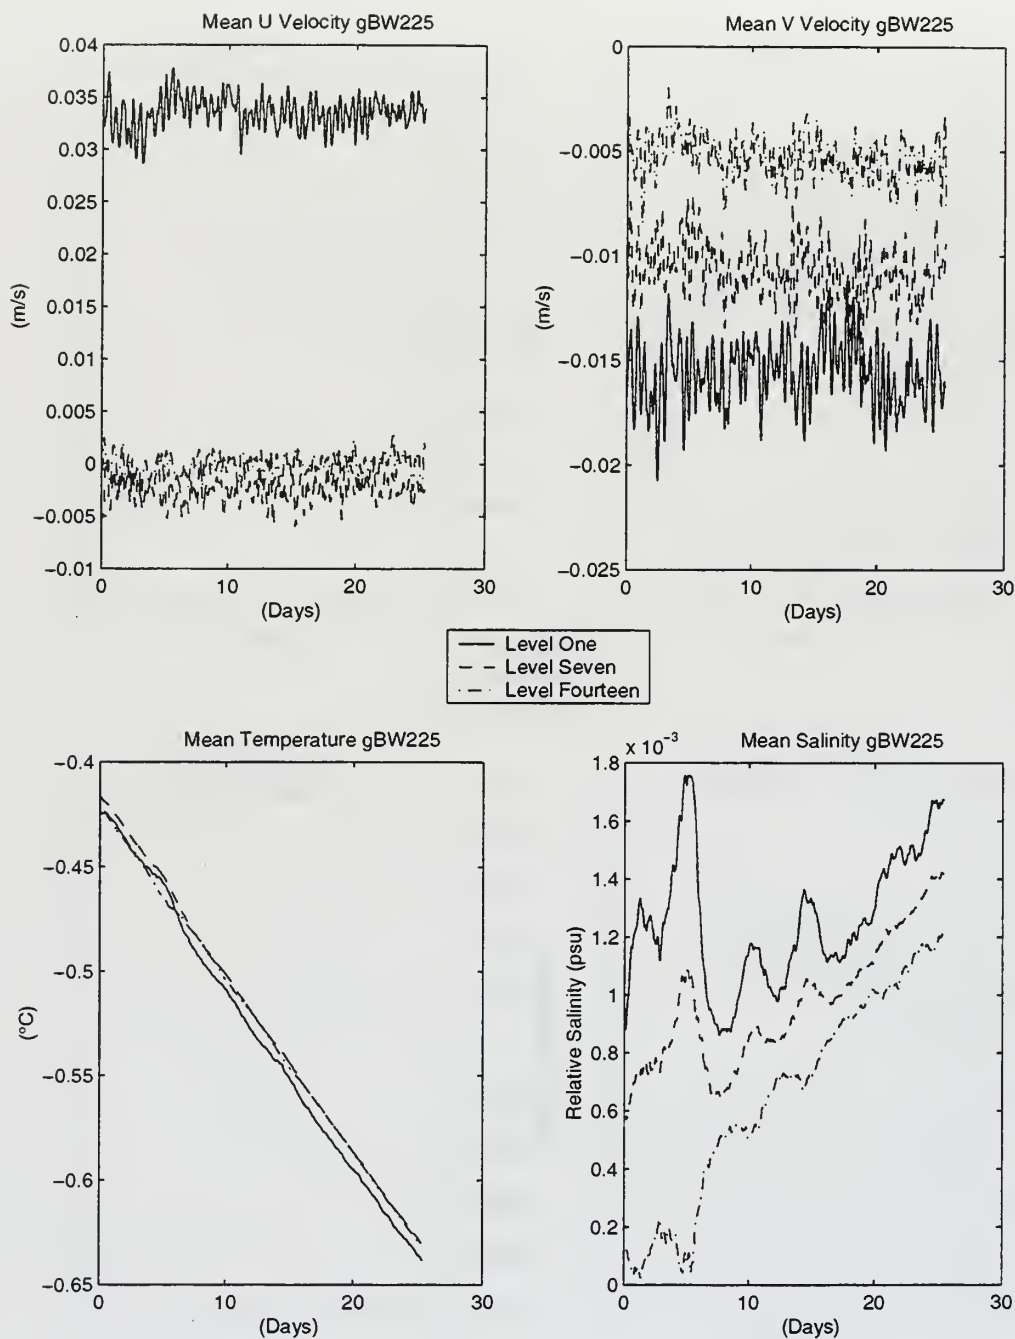 Mean U Velocity gBW225
0.04
0.035
0.03
0.025
0.02
0.015
0.01
0.005
0
−0.005
−0.01
(m/s)
0 10 20 30
(Days)
Mean V Velocity gBW225
0
−0.005
−0.01
−0.015
−0.02
−0.025
(m/s)
0 10 20 30
(Days)
Level One
Level Seven
Level Fourteen
Mean Temperature gBW225
−0.4
−0.45
−0.5
−0.55
−0.6
−0.65
(°C)
0 10 20 30
(Days)
x 10⁻³ Mean Salinity gBW225
1.8
1.6
1.4
1.2
1
0.8
0.6
0.4
0.2
0
Relative Salinity (psu)
0 10 20 30
(Days)